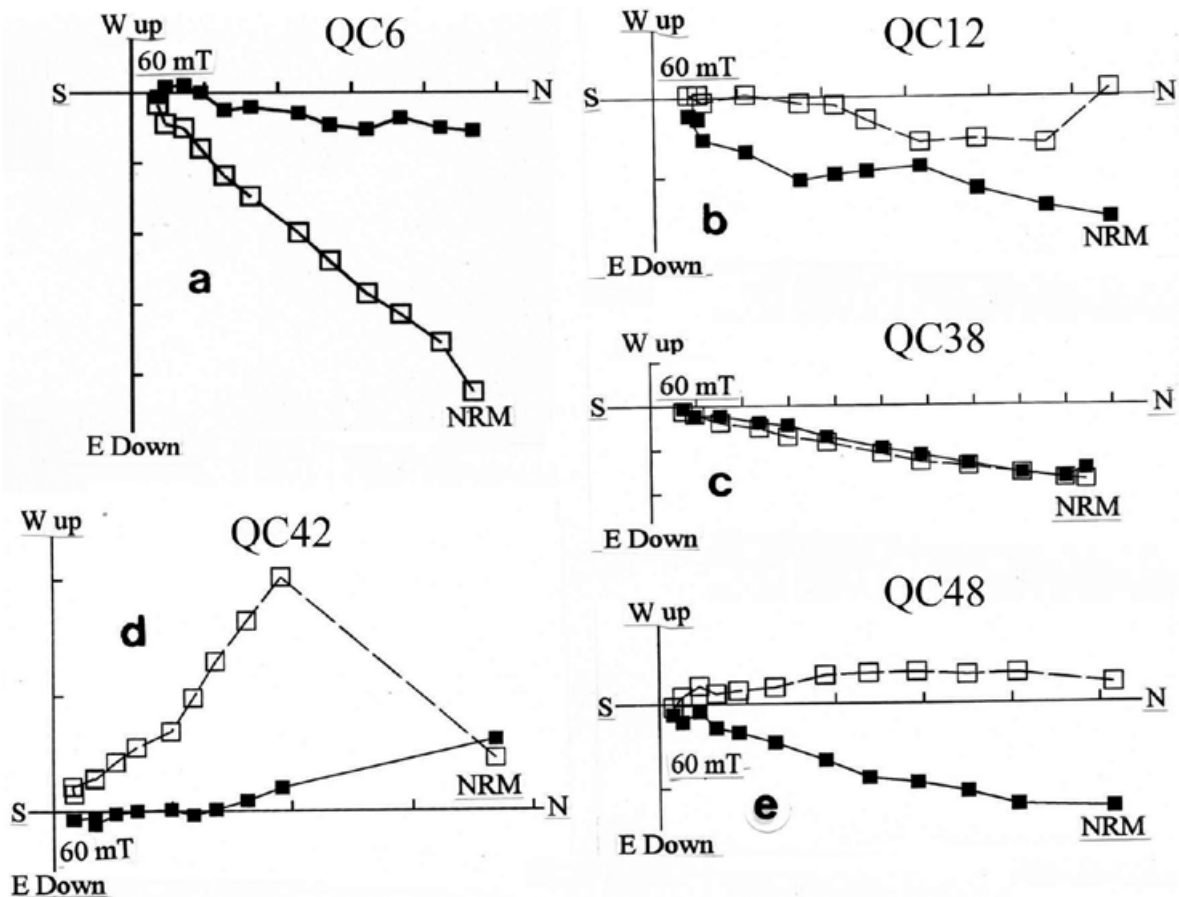 W up
QC6
60 mT
S
N
a
NRM
E Down
W up
QC12
60 mT
S
N
b
NRM
E Down
W up
QC38
60 mT
S
N
c
NRM
E Down
W up
QC42
d
S
N
NRM
60 mT
E Down
W up
QC48
S
N
60 mT
e
NRM
E Down